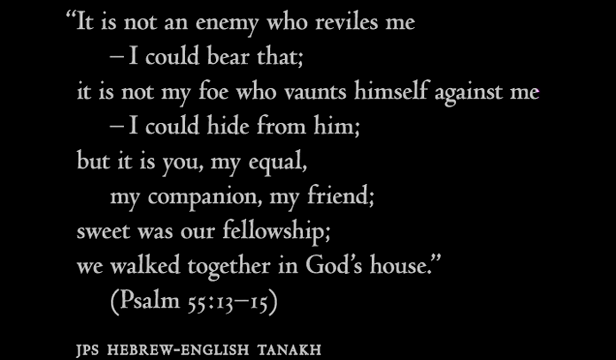 “It is not an enemy who reviles me
– I could bear that;
it is not my foe who vaunts himself against me
– I could hide from him;
but it is you, my equal,
my companion, my friend;
sweet was our fellowship;
we walked together in God’s house.”
(Psalm 55:13–15)
JPS HEBREW-ENGLISH TANAKH